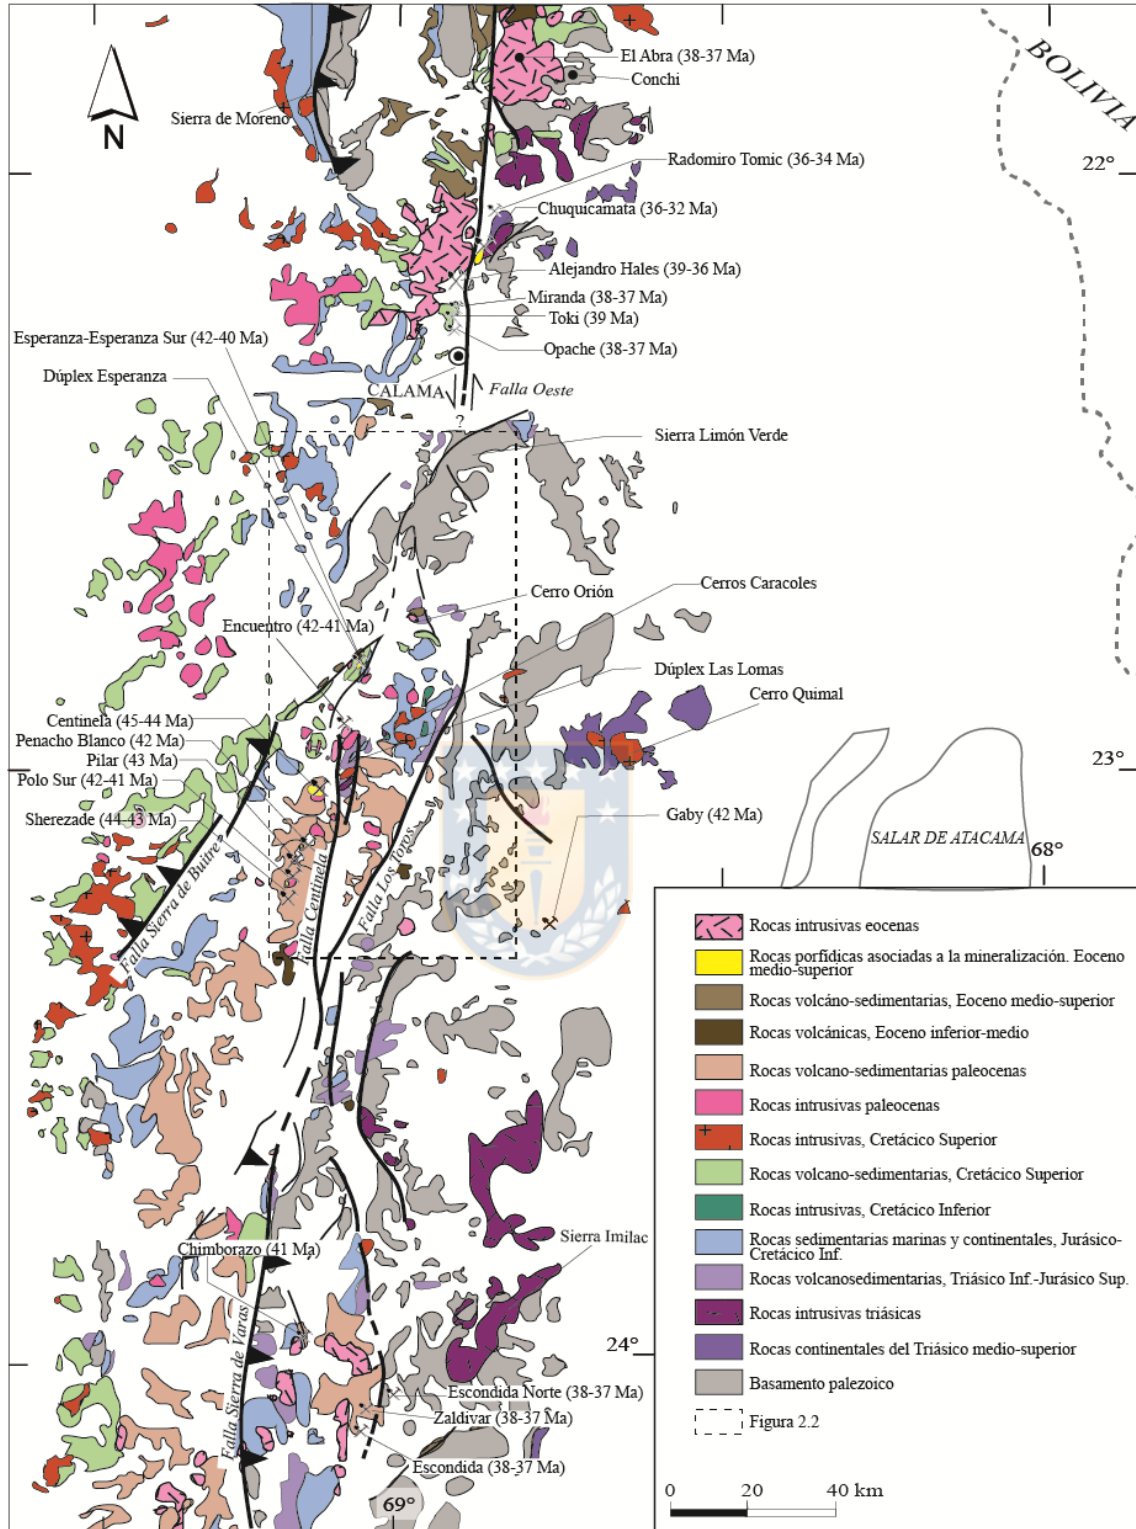 El Abra (38-37 Ma)
Conchi
BOLIVIA
Sierra de Moreno
N
Radomiro Tomic (36-34 Ma)
22°
Chuquicamata (36-32 Ma)
Alejandro Hales (39-36 Ma)
Miranda (38-37 Ma)
Toki (39 Ma)
Esperanza-Esperanza Sur (42-40 Ma)
Opache (38-37 Ma)
Dúplex Esperanza
CALAMA
Falla Oeste
?
Sierra Limón Verde
Cerros Caracoles
Cerro Orión
Encuentro (42-41 Ma)
Dúplex Las Lomas
Cerro Quimal
Centinela (45-44 Ma)
Penacho Blanco (42 Ma)
Pilar (43 Ma)
Polo Sur (42-41 Ma)
23°
Sherezade (44-43 Ma)
Gaby (42 Ma)
SALAR DE ATACAMA
68°
Falla Sierra de Buitre
Falla Centinela
Falla Los Toros
Rocas intrusivas eocenas
Rocas porfídicas asociadas a la mineralización. Eoceno
medio-superior
Rocas volcáno-sedimentarias, Eoceno medio-superior
Rocas volcánicas, Eoceno inferior-medio
Rocas volcano-sedimentarias paleocenas
Rocas intrusivas paleocenas
Rocas intrusivas, Cretácico Superior
Rocas volcano-sedimentarias, Cretácico Superior
Rocas intrusivas, Cretácico Inferior
Rocas sedimentarias marinas y continentales, Jurásico-
Cretácico Inf.
Rocas volcanosedimentarias, Triásico Inf.-Jurásico Sup.
Rocas intrusivas triásicas
Rocas continentales del Triásico medio-superior
Basamento palezoico
Figura 2.2
Sierra Imilac
Chimborazo (41 Ma)
Falla Sierra de Varas
24°
Escondida Norte (38-37 Ma)
Zaldivar (38-37 Ma)
Escondida (38-37 Ma)
69°
0 20 40 km